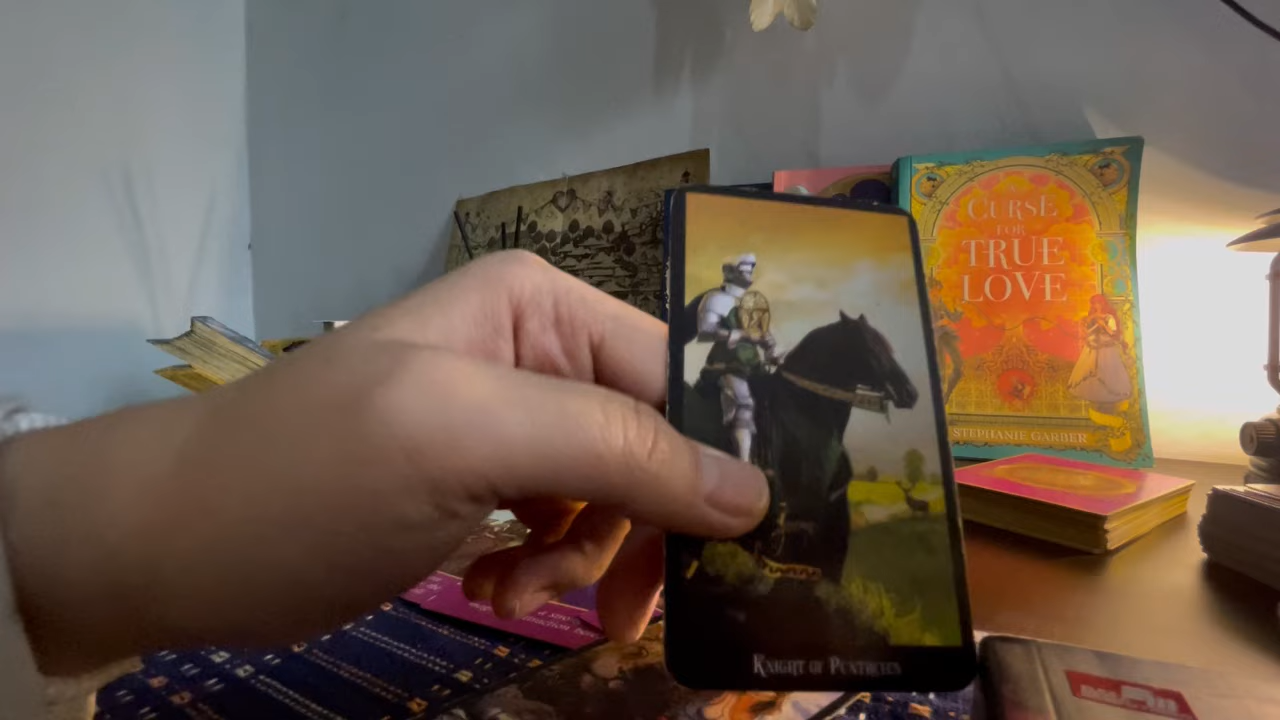 CURSE
FOR
TRUE
LOVE
STEPHANIE GARBER
KNIGHT OF PENTACLES